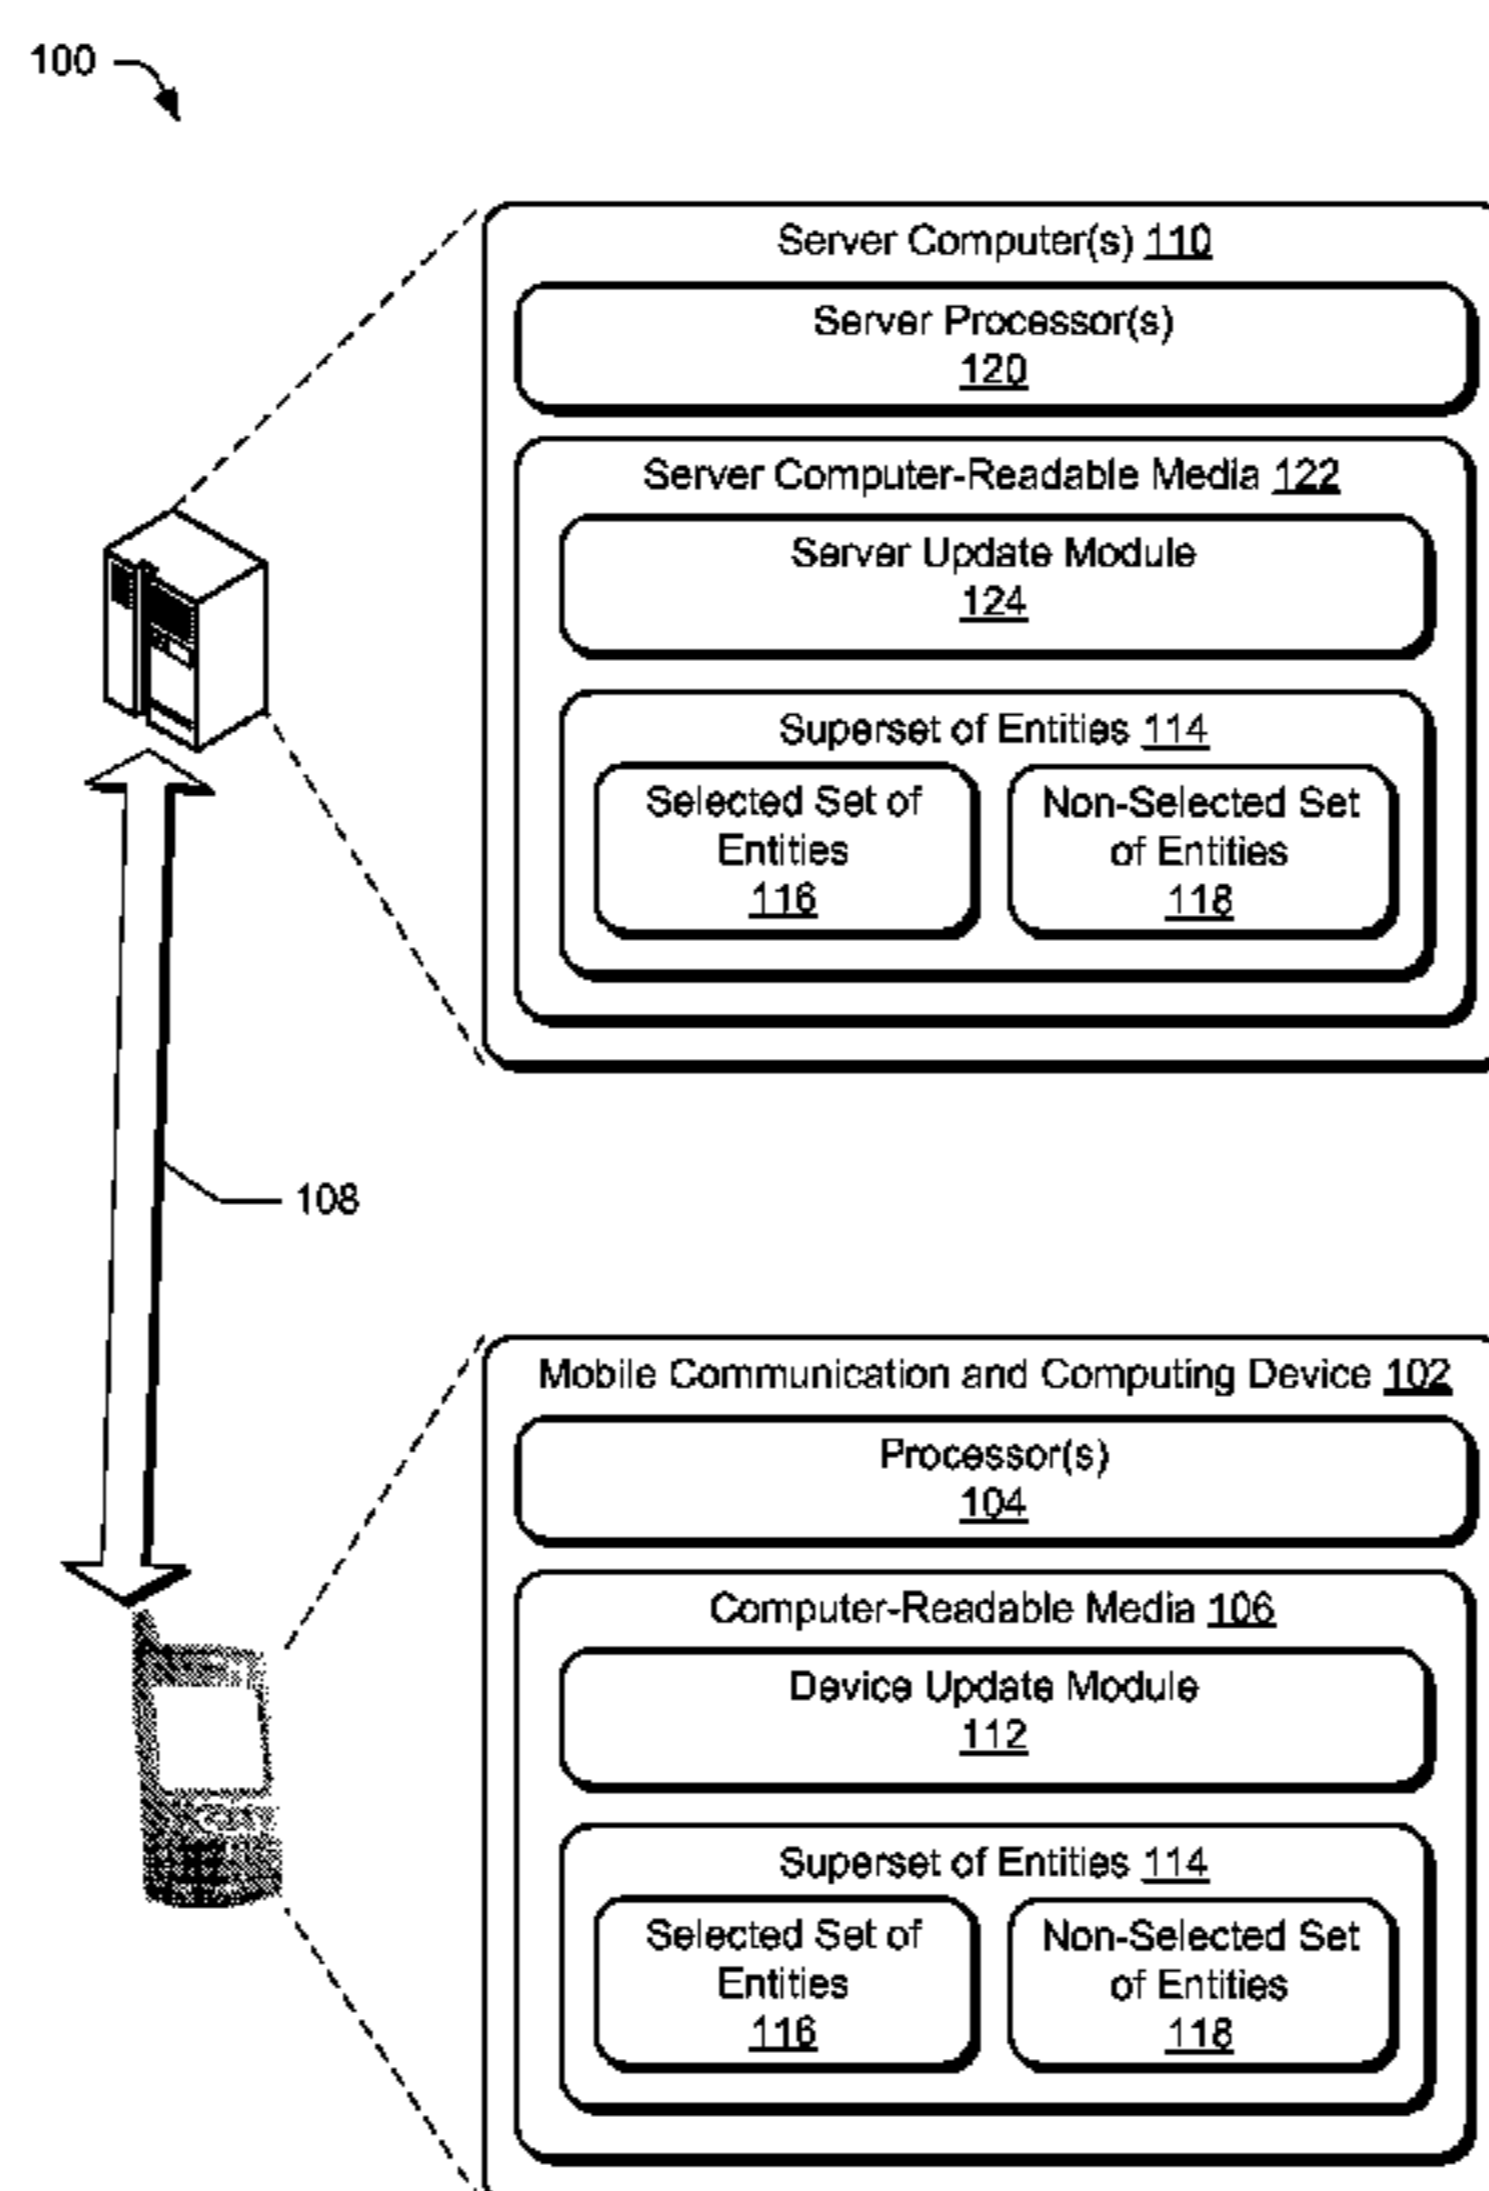 100
Server Computer(s) 110
Server Processor(s)
120
Server Computer-Readable Media 122
Server Update Module
124
Superset of Entities 114
Selected Set of
Entities
116
Non-Selected Set
of Entities
118
108
Mobile Communication and Computing Device 102
Processor(s)
104
Computer-Readable Media 106
Device Update Module
112
Superset of Entities 114
Selected Set of
Entities
116
Non-Selected Set
of Entities
118